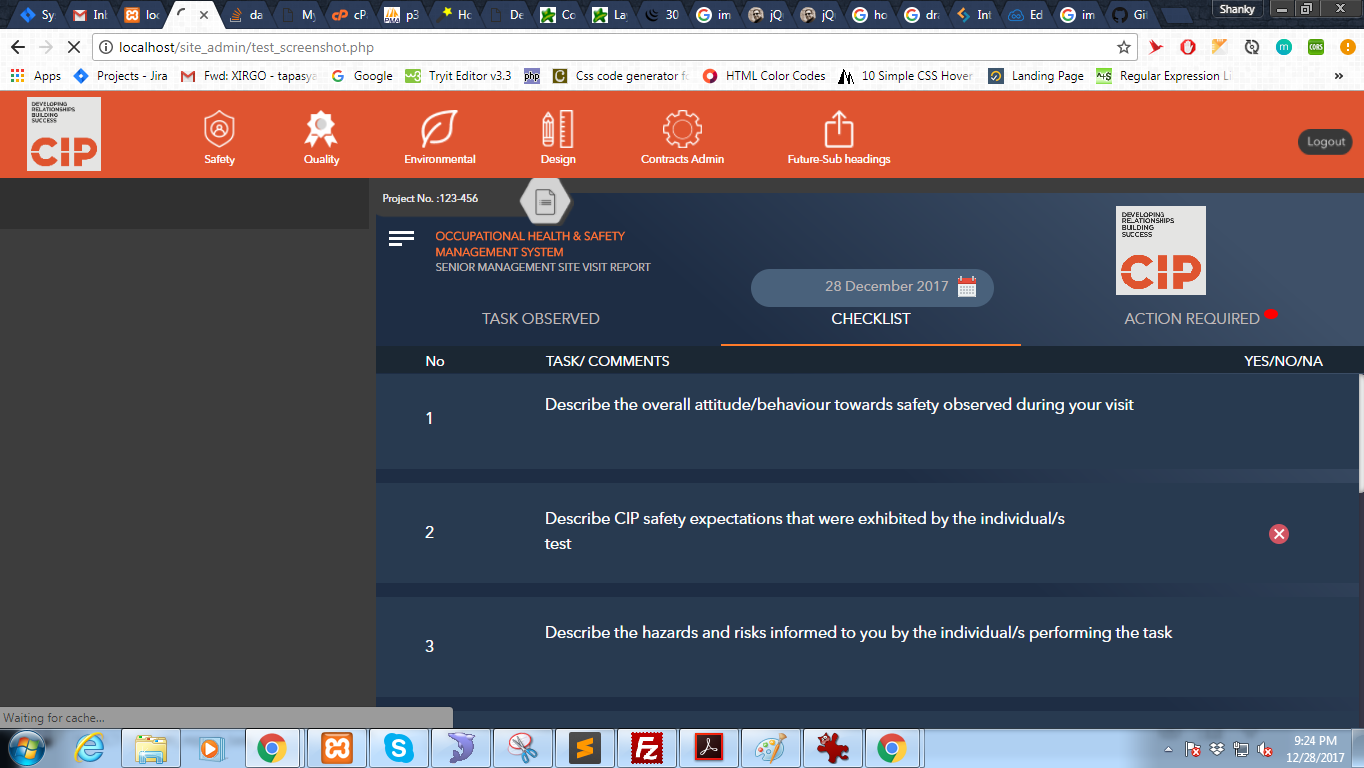 Shanky
Sy
Inb
loc
da
My
cP
p3
Ho
De
Co
Lay
30
im
jQ
jQ
ho
dra
Int
Ed
im
Git
localhost/site_admin/test_screenshot.php
Apps
Projects - Jira
Fwd: XIRGO - tapasya
Google
Tryit Editor v3.3
php
Css code generator fo
HTML Color Codes
10 Simple CSS Hover
Landing Page
Regular Expression Li
»
DEVELOPING
RELATIONSHIPS
BUILDING
SUCCESS
CIP
Safety
Quality
Environmental
Design
Contracts Admin
Future-Sub headings
Logout
Project No. :123-456
OCCUPATIONAL HEALTH & SAFETY
MANAGEMENT SYSTEM
SENIOR MANAGEMENT SITE VISIT REPORT
28 December 2017
DEVELOPING
RELATIONSHIPS
BUILDING
SUCCESS
CIP
TASK OBSERVED
CHECKLIST
ACTION REQUIRED
No
TASK/ COMMENTS
YES/NO/NA
1
Describe the overall attitude/behaviour towards safety observed during your visit
2
Describe CIP safety expectations that were exhibited by the individual/s
test
3
Describe the hazards and risks informed to you by the individual/s performing the task
Waiting for cache...
9:24 PM
12/28/2017